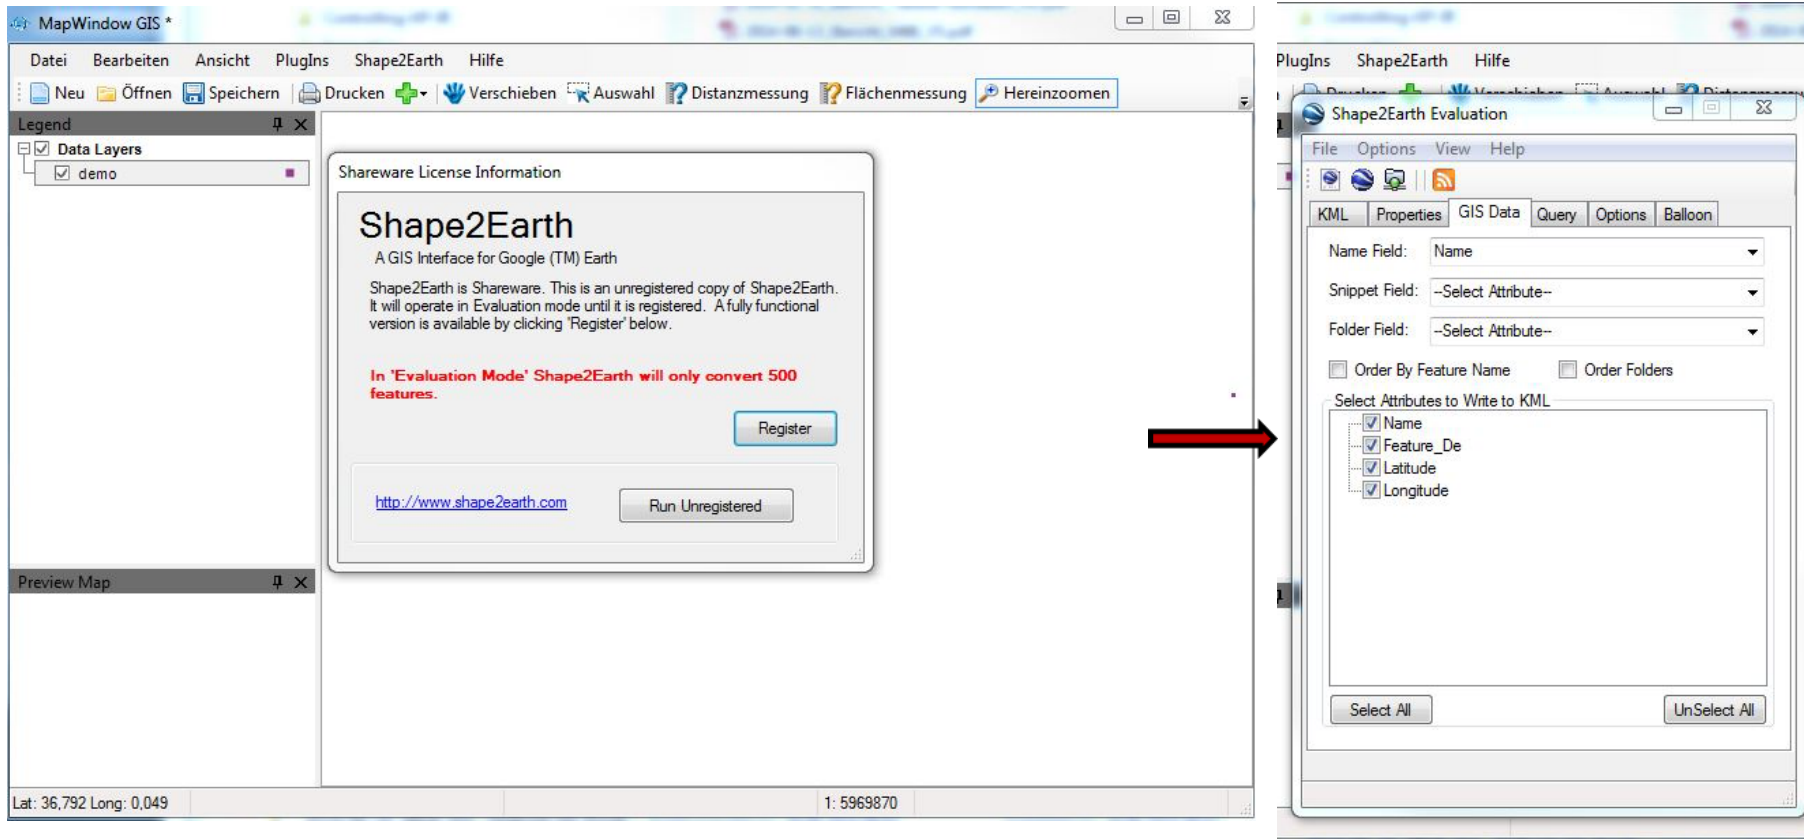 MapWindow GIS *
Datei Bearbeiten Ansicht PlugIns Shape2Earth Hilfe
Neu Öffnen Speichern Drucken Verschieben Auswahl Distanzmessung Flächenmessung Hereinzoomen
Legend
Data Layers
demo
Shareware License Information
Shape2Earth
A GIS Interface for Google (TM) Earth
Shape2Earth is Shareware. This is an unregistered copy of Shape2Earth.
It will operate in Evaluation mode until it is registered. A fully functional
version is available by clicking 'Register' below.
In 'Evaluation Mode' Shape2Earth will only convert 500
features.
Register
http://www.shape2earth.com
Run Unregistered
Preview Map
Lat: 36,792 Long: 0,049
1: 5969870
PlugIns Shape2Earth Hilfe
Shape2Earth Evaluation
File Options View Help
KML Properties GIS Data Query Options Balloon
Name Field: Name
Snippet Field: --Select Attribute--
Folder Field: --Select Attribute--
Order By Feature Name Order Folders
Select Attributes to Write to KML
Name
Feature_De
Latitude
Longitude
Select All UnSelect All